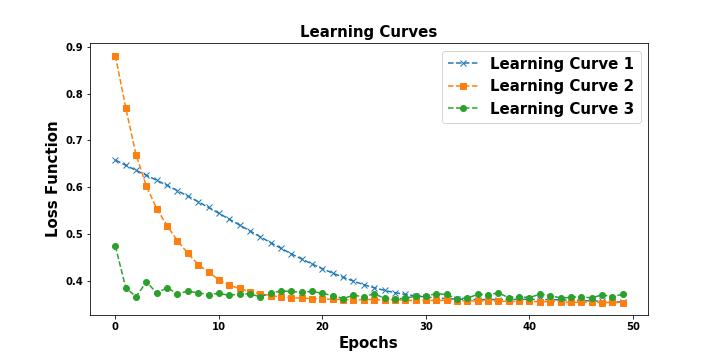 Learning Curves
Loss Function
0.9
0.8
0.7
0.6
0.5
0.4
Learning Curve 1
Learning Curve 2
Learning Curve 3
0 10 20 30 40 50
Epochs